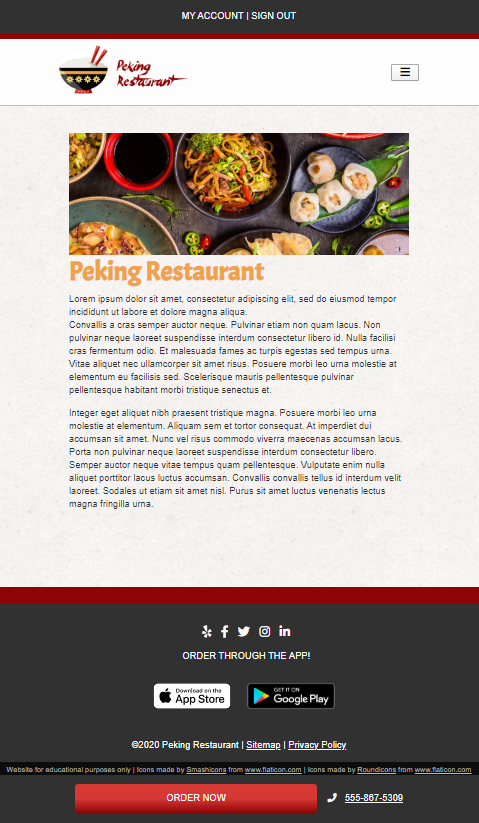 MY ACCOUNT | SIGN OUT
Peking
Restaurant
Peking Restaurant
Lorem ipsum dolor sit amet, consectetur adipiscing elit, sed do eiusmod tempor
incididunt ut labore et dolore magna aliqua.
Convallis a cras semper auctor neque. Pulvinar etiam non quam lacus. Non
pulvinar neque laoreet suspendisse interdum consectetur libero id. Nulla facilisi
cras fermentum odio. Et malesuada fames ac turpis egestas sed tempus urna.
Vitae aliquet nec ullamcorper sit amet risus. Posuere morbi leo urna molestie at
elementum eu facilisis sed. Scelerisque mauris pellentesque pulvinar
pellentesque habitant morbi tristique senectus et.
Integer eget aliquet nibh praesent tristique magna. Posuere morbi leo urna
molestie at elementum. Aliquam sem et tortor consequat. At imperdiet dui
accumsan sit amet. Nunc vel risus commodo viverra maecenas accumsan lacus.
Porta non pulvinar neque laoreet suspendisse interdum consectetur libero.
Semper auctor neque vitae tempus quam pellentesque. Vulputate enim nulla
aliquet porttitor lacus luctus accumsan. Convallis convallis tellus id interdum velit
laoreet. Sodales ut etiam sit amet nisl. Purus sit amet luctus venenatis lectus
magna fringilla urna.
ORDER THROUGH THE APP!
Download on the
App Store
GET IT ON
Google Play
©2020 Peking Restaurant | Sitemap | Privacy Policy
Website for educational purposes only | Icons made by Smashicons from www.flaticon.com | Icons made by Roundicons from www.flaticon.com
ORDER NOW
555-867-5309